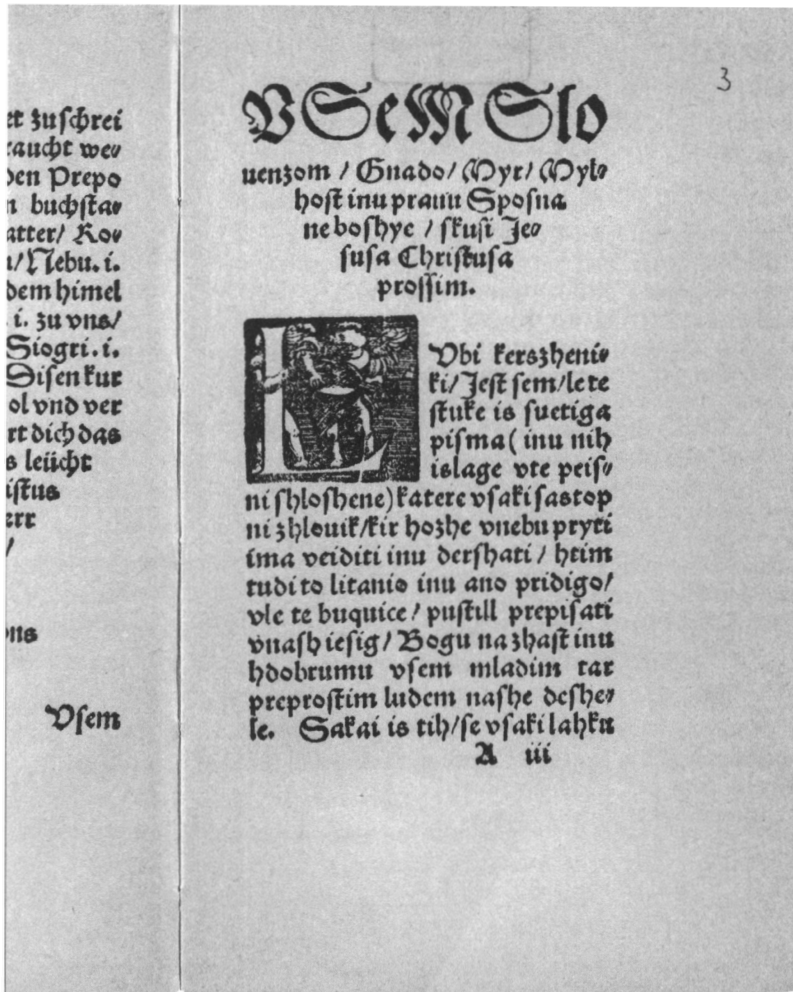 et zuſchrei
raucht we⸗
den Prepo
n buchſta⸗
atter/ Ro⸗
u/ Nebu. i.
dem himel
i. zu vns/
Siogri. i.
Diſen kur
ol vnd ver
rt dich das
s leücht
iſtus
err
/
ons
Vſem
3
VSeM Slo
uenzom / Gnado/ Myr/ Myl⸗
hoſt inu prauu Spoſna
ne boshye / ſkuſi Je⸗
ſuſa Chriſtuſa
proſſim.
L Vbi kerszheni⸗
ki/ Jeſt ſem/ le te
ſtuke is ſuetiga
piſma ( inu nih
islage vte peiſ⸗
ni ſhloshene) katere vſaki ſastop
ni zhlouik/ kir hozhe vnebu pryti
ima veiditi inu dershati / htim
tudi to litanio inu ano pridigo/
vle te buquice / puſtill prepiſati
vnash ieſig/ Bogu na zhaſt inu
hdobrumu vſem mladim tar
preproſtim ludem nashe deshe⸗
le. Sakai is tih/ ſe vſaki lahku
A iii